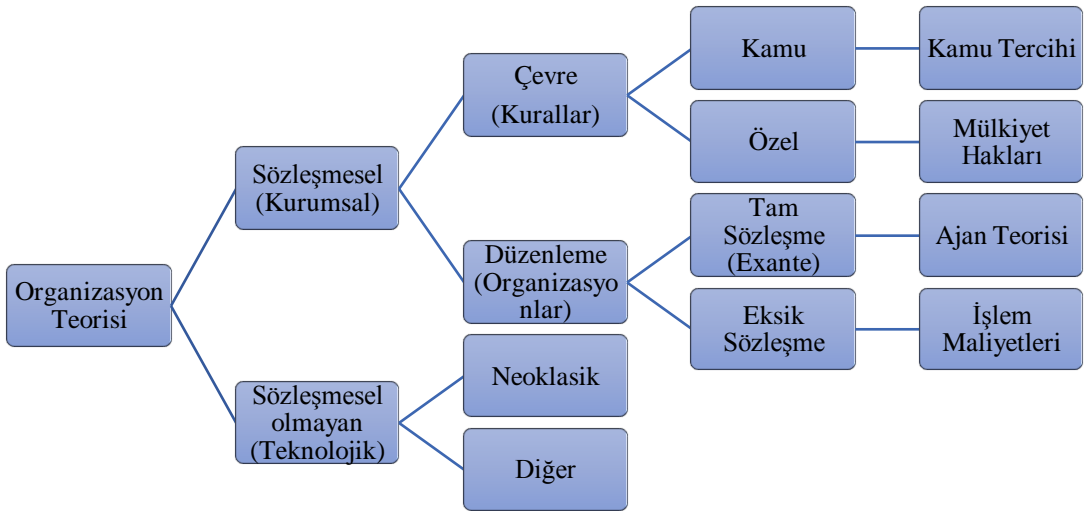 Organizasyon
Teorisi
Sözleşmesel
(Kurumsal)
Çevre
(Kurallar)
Kamu
Kamu Tercihi
Özel
Mülkiyet
Hakları
Düzenleme
(Organizasyo
nlar)
Tam
Sözleşme
(Exante)
Ajan Teorisi
Eksik
Sözleşme
İşlem
Maliyetleri
Sözleşmesel
olmayan
(Teknolojik)
Neoklasik
Diğer